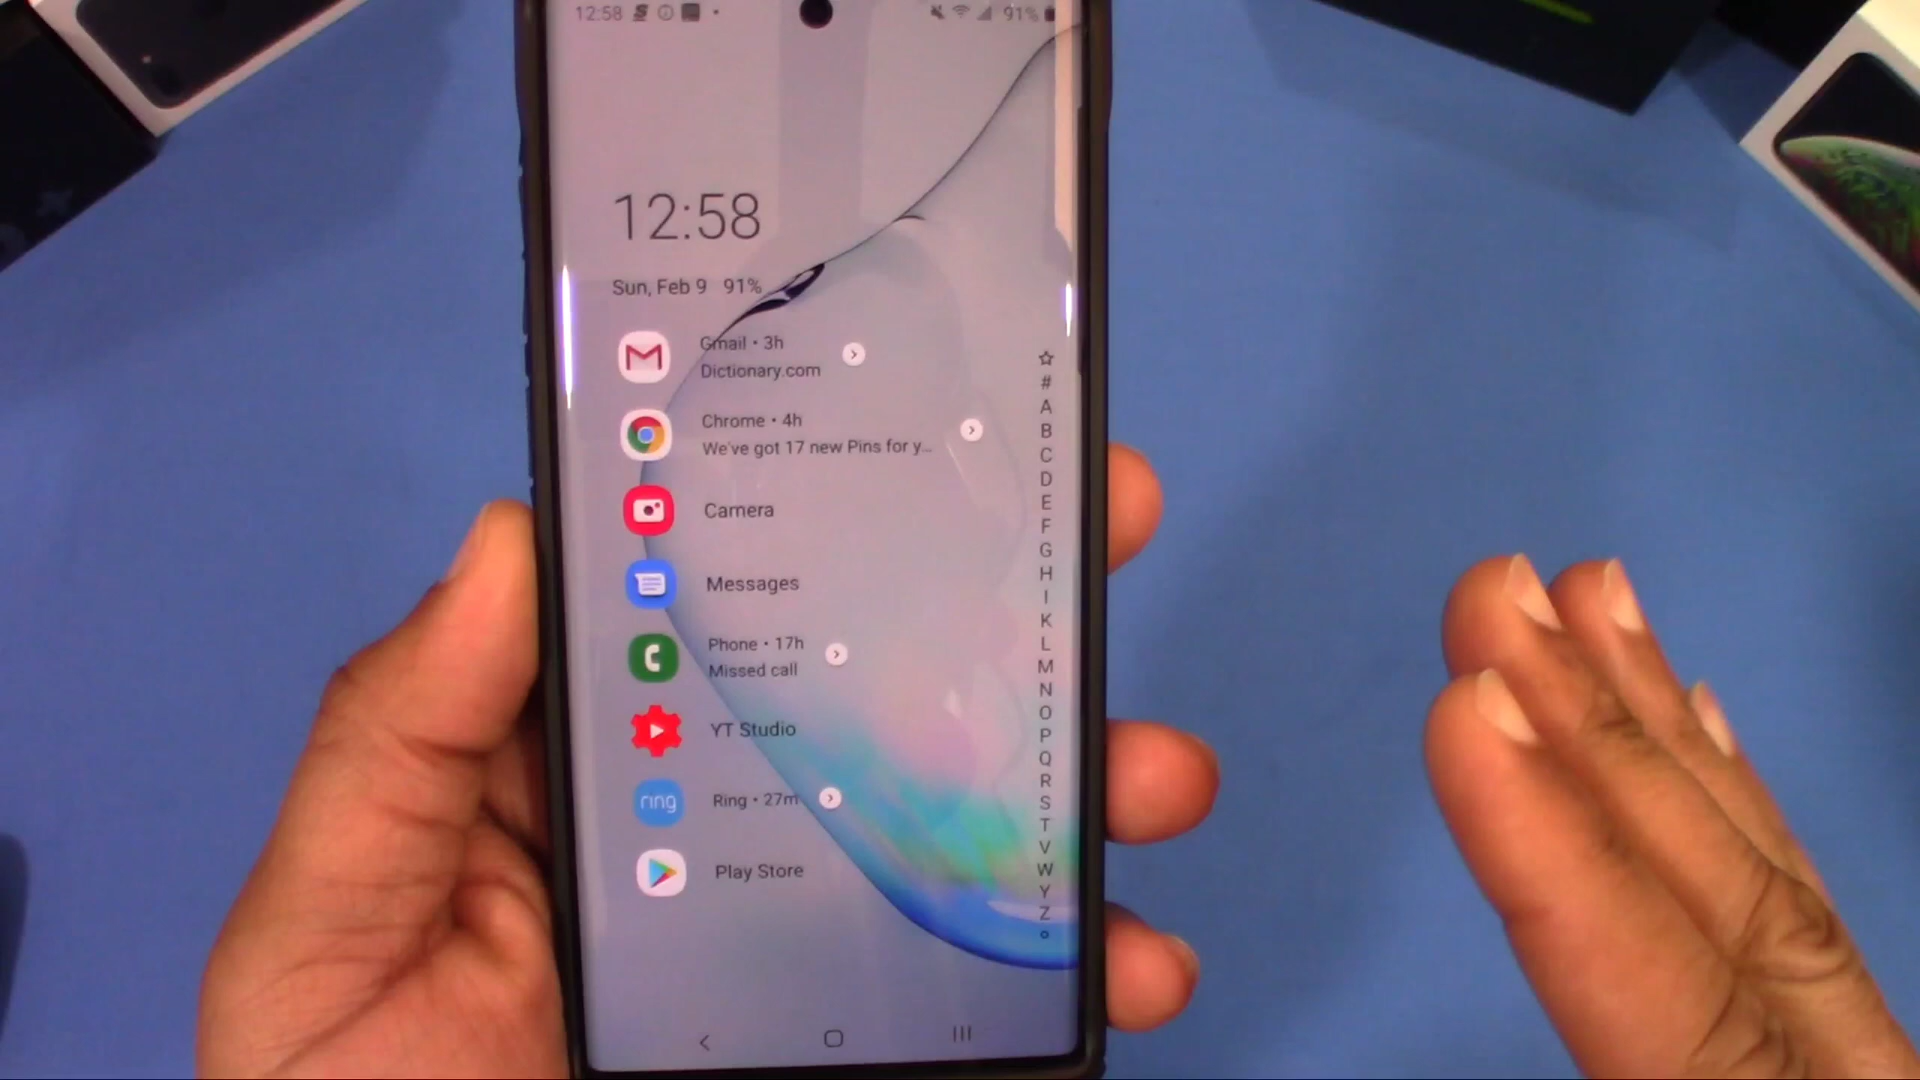 12:58
91%
12:58
Sun, Feb 9 91%
Gmail • 3h
Dictionary.com
Chrome • 4h
We've got 17 new Pins for y...
Camera
Messages
Phone • 17h
Missed call
YT Studio
ring
Ring • 27m
Play Store
#
A
B
C
D
E
F
G
H
I
K
L
M
N
O
P
Q
R
S
T
V
W
Y
Z